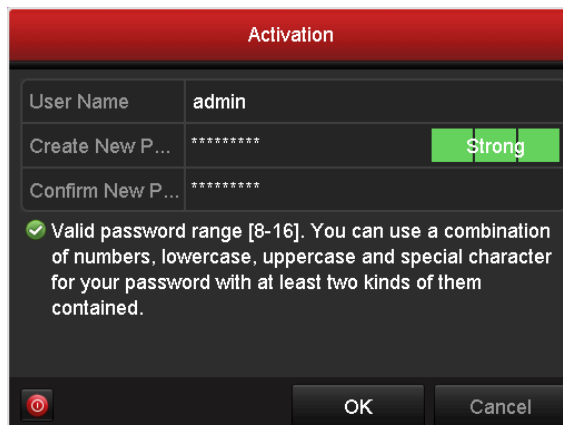 Activation
User Name
admin
Create New P...
*********
Strong
Confirm New P...
*********
Valid password range [8-16]. You can use a combination
of numbers, lowercase, uppercase and special character
for your password with at least two kinds of them
contained.
OK
Cancel